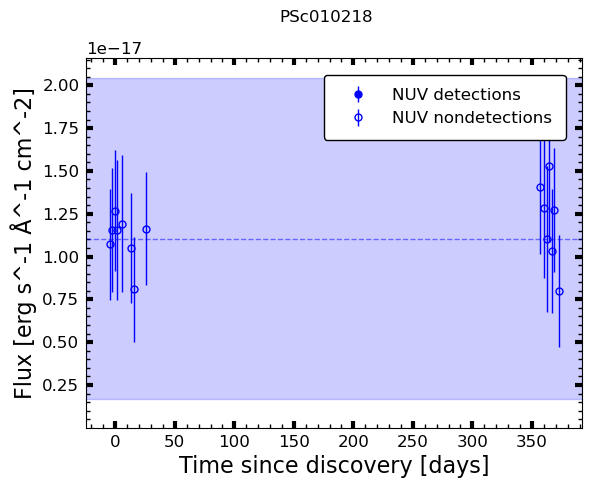 PSc010218
1e−17
2.00
1.75
1.50
1.25
1.00
0.75
0.50
0.25
Flux [erg s^-1 Å^-1 cm^-2]
NUV detections
NUV nondetections
0 50 100 150 200 250 300 350
Time since discovery [days]